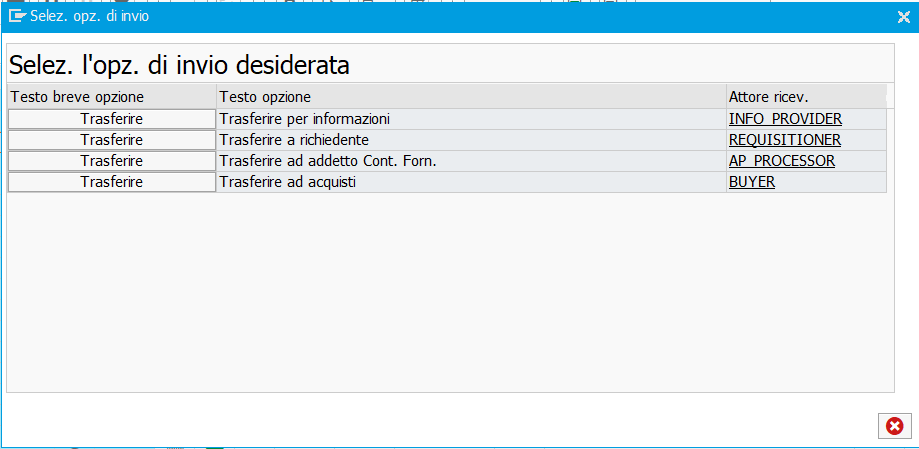 Selez. opz. di invio
Selez. l'opz. di invio desiderata
Testo breve opzione Testo opzione Attore ricev.
Trasferire Trasferire per informazioni INFO_PROVIDER
Trasferire Trasferire a richiedente REQUISITIONER
Trasferire Trasferire ad addetto Cont. Forn. AP_PROCESSOR
Trasferire Trasferire ad acquisti BUYER